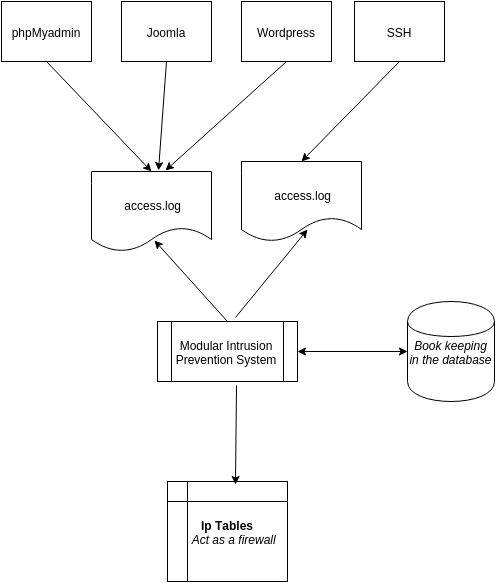 phpMyadmin
Joomla
Wordpress
SSH
access.log
access.log
Modular Intrusion
Prevention System
Book keeping
in the database
Ip Tables
Act as a firewall